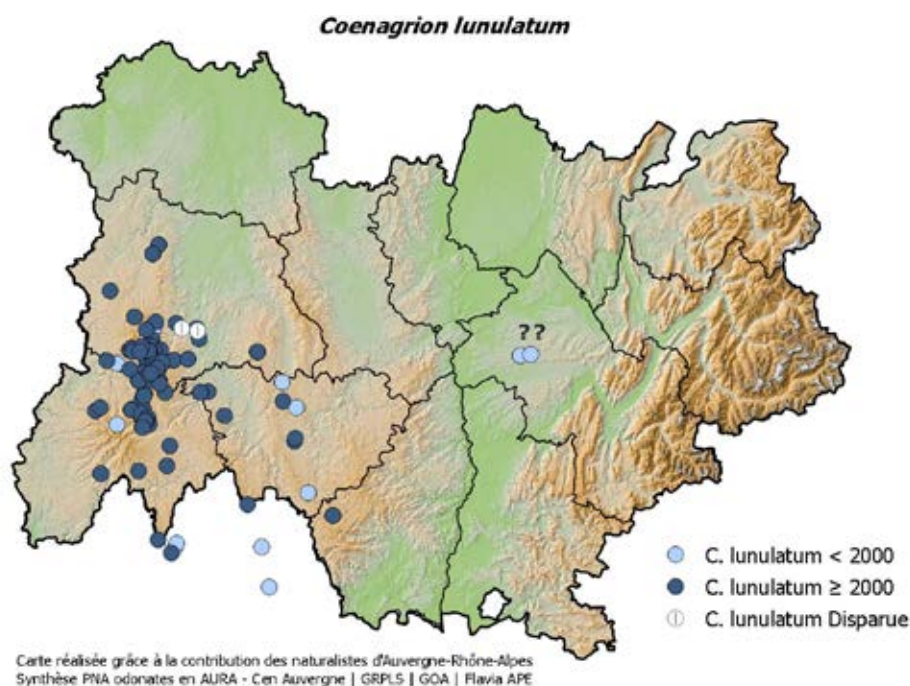 Coenagrion lunulatum
??
C. lunulatum < 2000
C. lunulatum ≥ 2000
C. lunulatum Disparue
Carte réalisée grâce à la contribution des naturalistes d'Auvergne-Rhône-Alpes
Synthèse PNA odonates en AURA - Cen Auvergne | GRPLS | GOA | Flavia APE